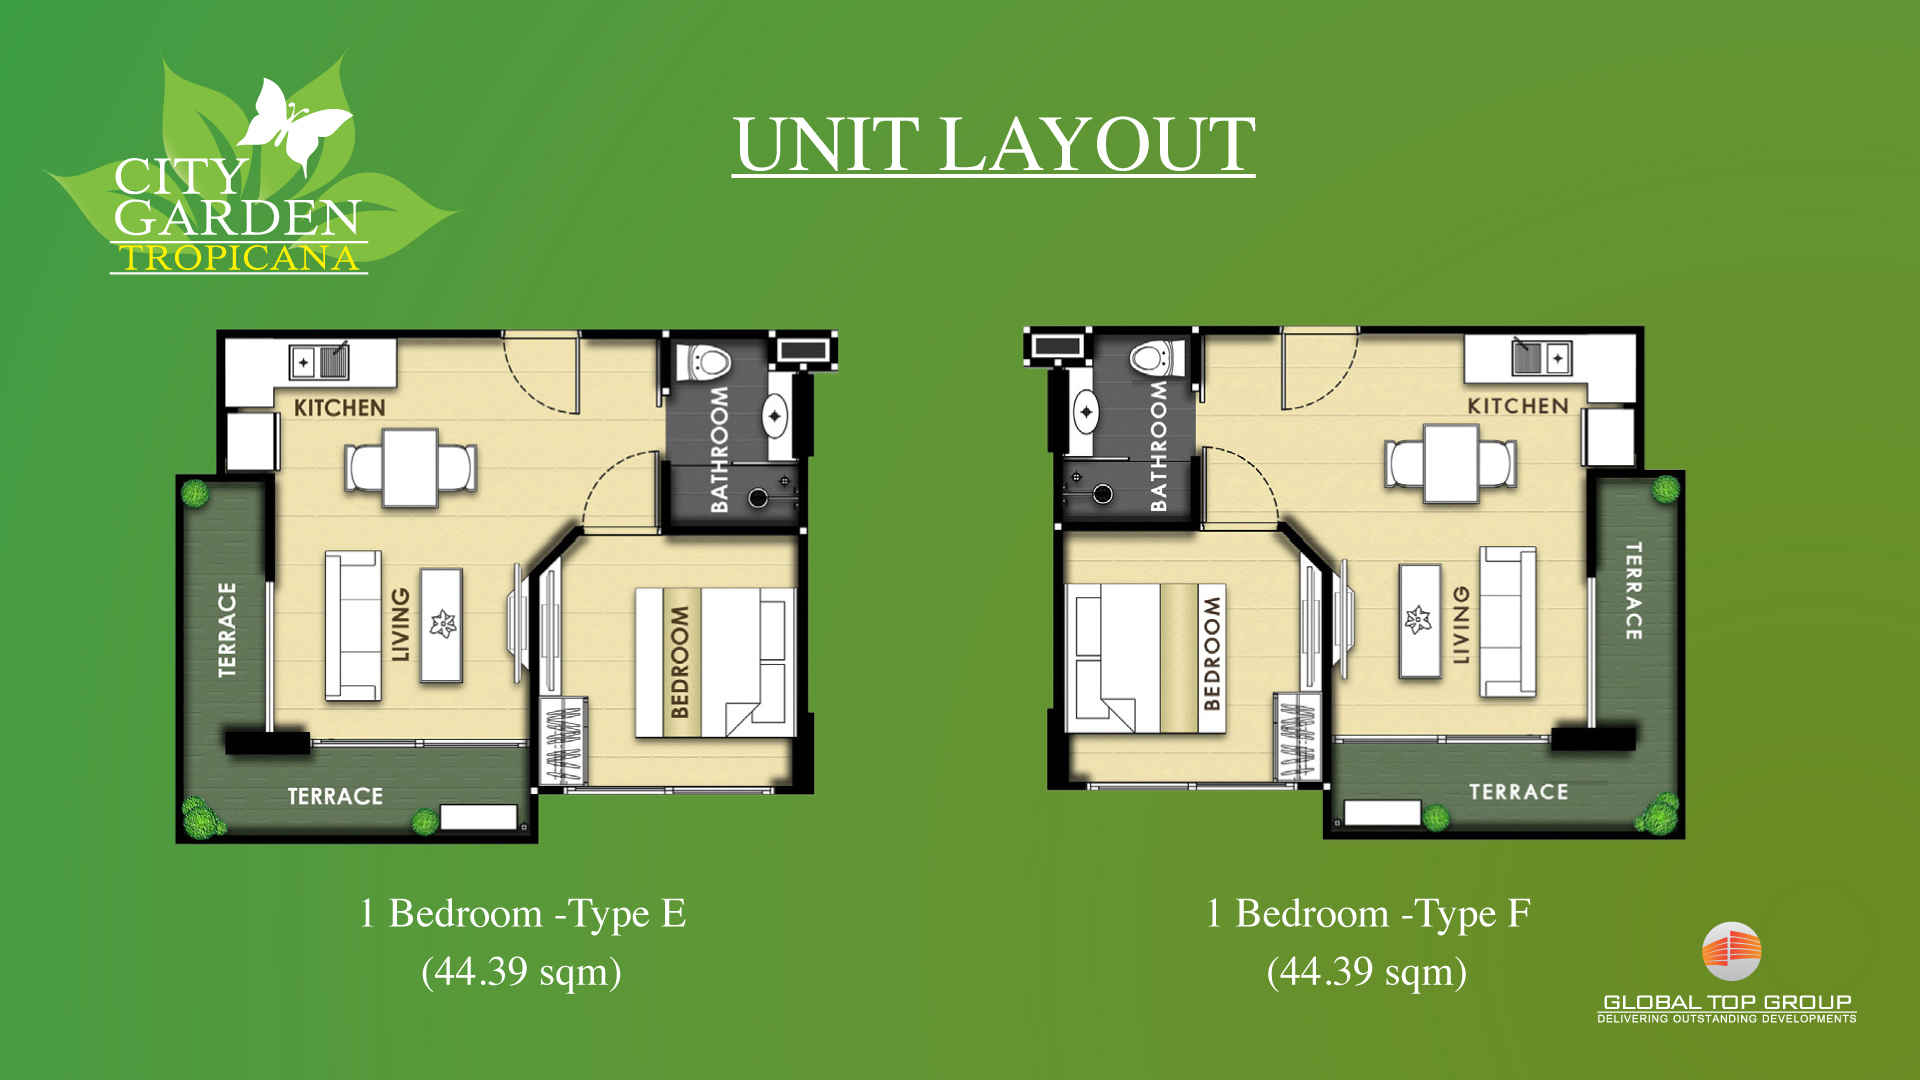 CITY
GARDEN
TROPICANA
UNIT LAYOUT
KITCHEN
BATHROOM
LIVING
BEDROOM
TERRACE
TERRACE
1 Bedroom -Type E
(44.39 sqm)
KITCHEN
BATHROOM
TERRACE
LIVING
BEDROOM
TERRACE
1 Bedroom -Type F
(44.39 sqm)
GLOBAL TOP GROUP
DELIVERING OUTSTANDING DEVELOPMENTS